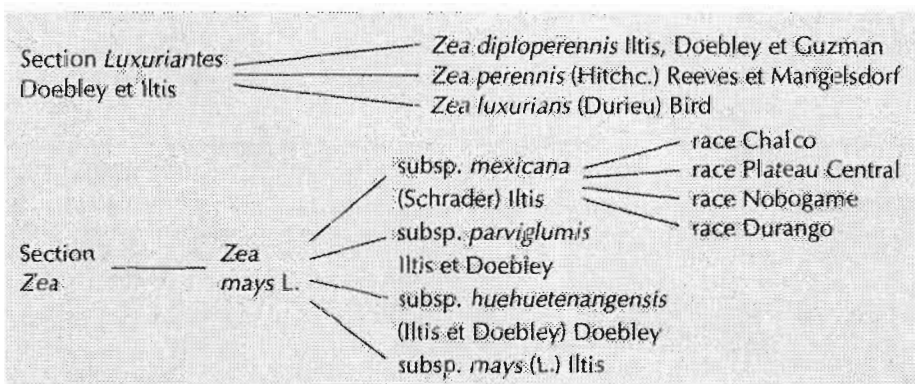 Section Luxuriantes
Doebley et Iltis
Zea diploperennis Iltis, Doebley et Guzman
Zea perennis (Hitchc.) Reeves et Mangelsdorf
Zea luxurians (Durieu) Bird
Section
Zea
Zea
mays L.
subsp. mexicana
(Schrader) Iltis
race Chalco
race Plateau Central
race Nobogame
race Durango
subsp. parviglumis
Iltis et Doebley
subsp. huehuetenangensis
(Iltis et Doebley) Doebley
subsp. mays (L.) Iltis